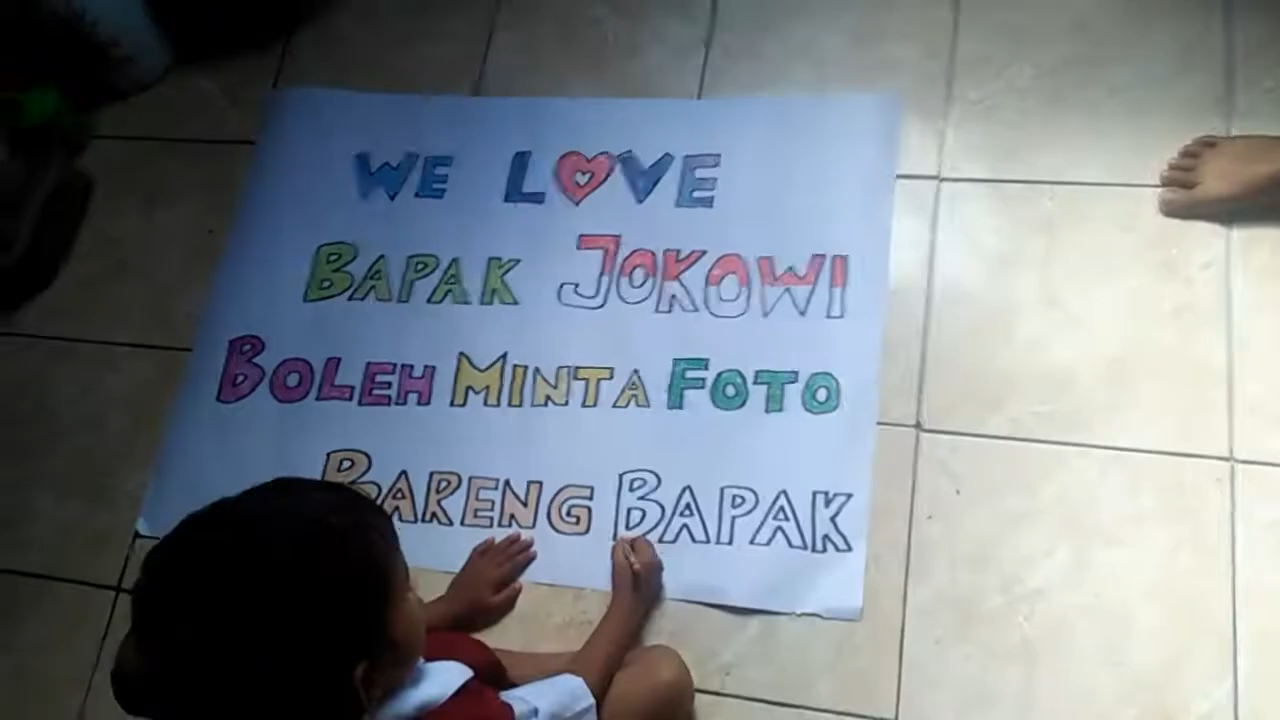 WE LOVE
BAPAK JOKOWI
BOLEH MINTA FOTO
BARENG BAPAK